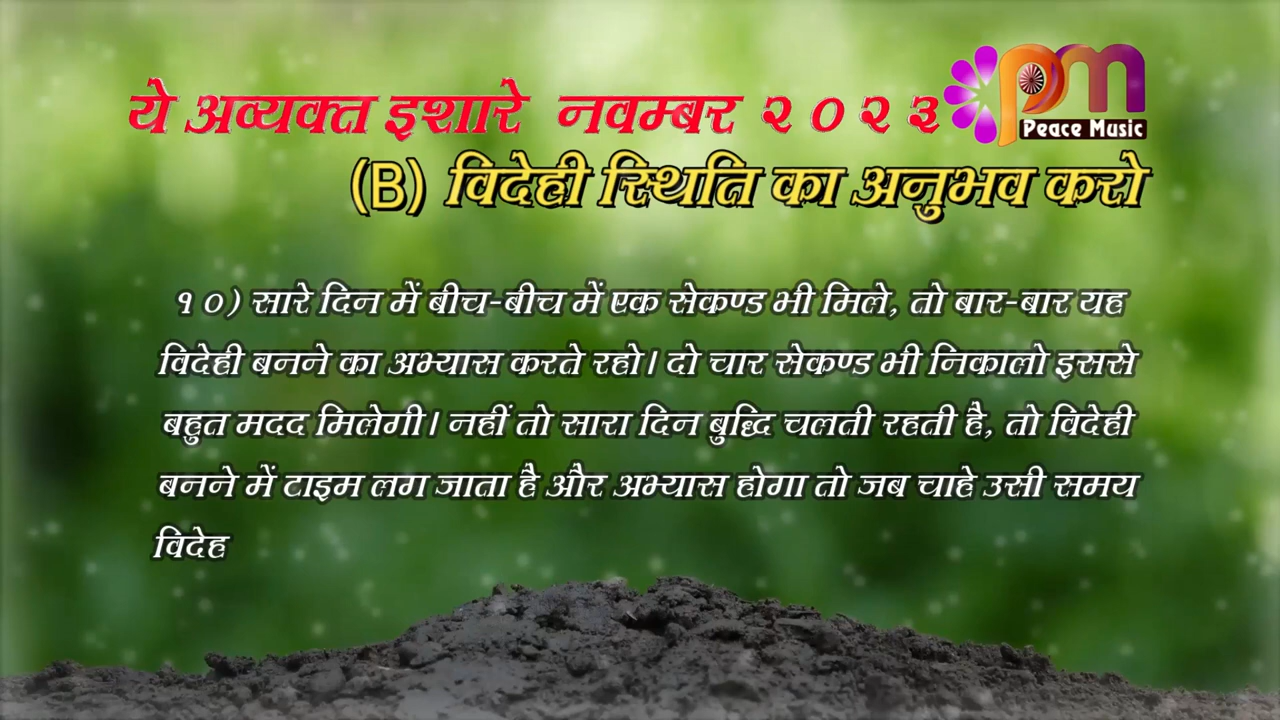 ये अव्यक्त इशारे नवम्बर २०२३
pm
Peace Music
(B) विदेही स्थिति का अनुभव करो
१०) सारे दिन में बीच-बीच में एक सेकण्ड भी मिले, तो बार-बार यह
विदेही बनने का अभ्यास करते रहो। दो चार सेकण्ड भी निकालो इससे
बहुत मदद मिलेगी। नहीं तो सारा दिन बुद्धि चलती रहती है, तो विदेही
बनने में टाइम लग जाता है और अभ्यास होगा तो जब चाहे उसी समय
विदेह